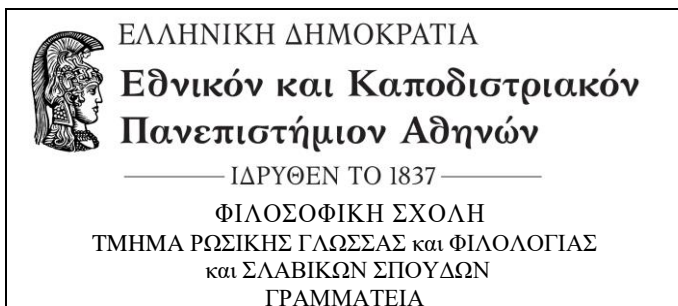 ΕΛΛΗΝΙΚΗ ΔΗΜΟΚΡΑΤΙΑ
Εθνικόν και Καποδιστριακόν
Πανεπιστήμιον Αθηνών
ΙΔΡΥΘΕΝ ΤΟ 1837
ΦΙΛΟΣΟΦΙΚΗ ΣΧΟΛΗ
ΤΜΗΜΑ ΡΩΣΙΚΗΣ ΓΛΩΣΣΑΣ και ΦΙΛΟΛΟΓΙΑΣ
και ΣΛΑΒΙΚΩΝ ΣΠΟΥΔΩΝ
ΓΡΑΜΜΑΤΕΙΑ